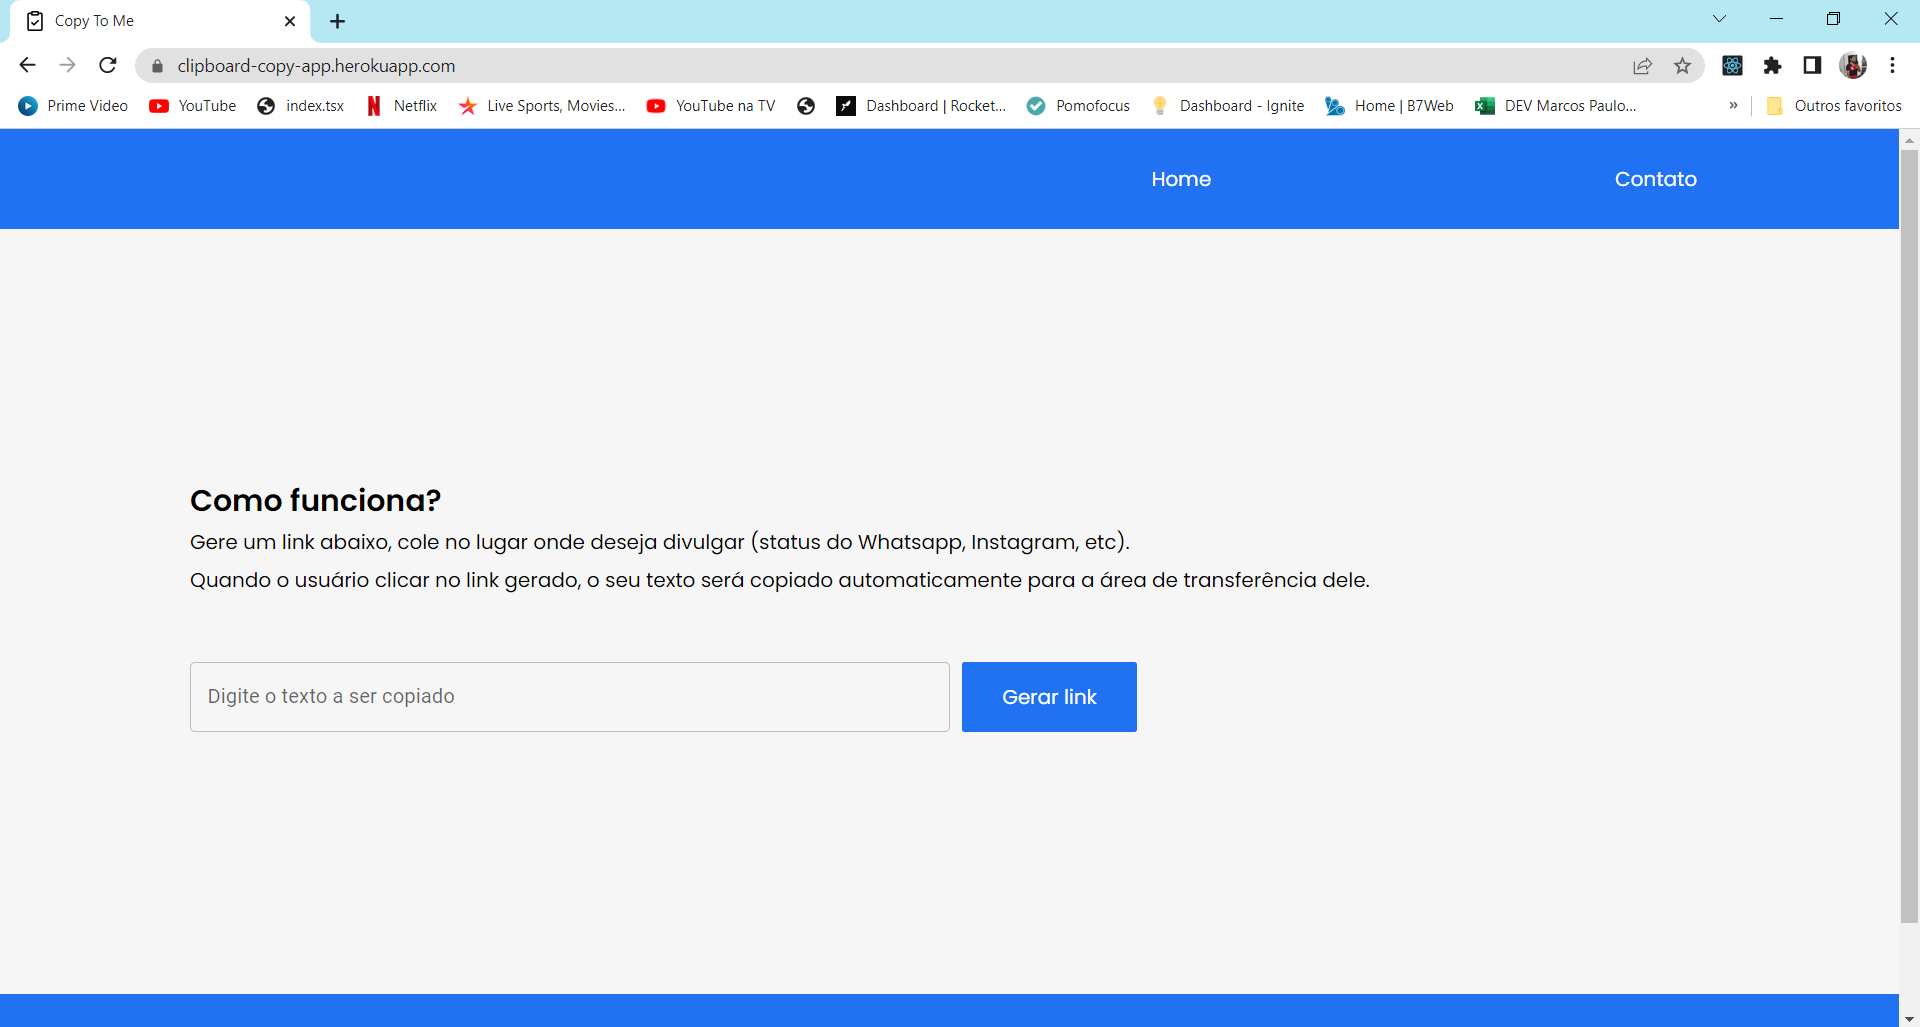 Copy To Me
clipboard-copy-app.herokuapp.com
Prime Video YouTube index.tsx Netflix Live Sports, Movies... YouTube na TV Dashboard | Rocket... Pomofocus Dashboard - Ignite Home | B7Web DEV Marcos Paulo... » Outros favoritos
Home Contato
Como funciona?
Gere um link abaixo, cole no lugar onde deseja divulgar (status do Whatsapp, Instagram, etc).
Quando o usuário clicar no link gerado, o seu texto será copiado automaticamente para a área de transferência dele.
Digite o texto a ser copiado Gerar link